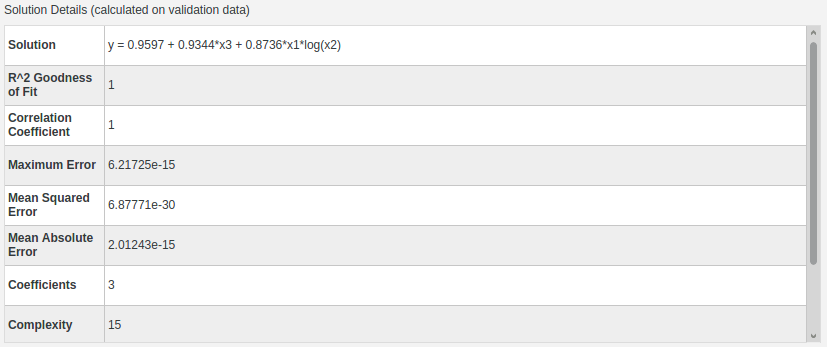 Solution Details (calculated on validation data)
Solution y = 0.9597 + 0.9344*x3 + 0.8736*x1*log(x2)
R^2 Goodness
of Fit 1
Correlation
Coefficient 1
Maximum Error 6.21725e-15
Mean Squared
Error 6.87771e-30
Mean Absolute
Error 2.01243e-15
Coefficients 3
Complexity 15